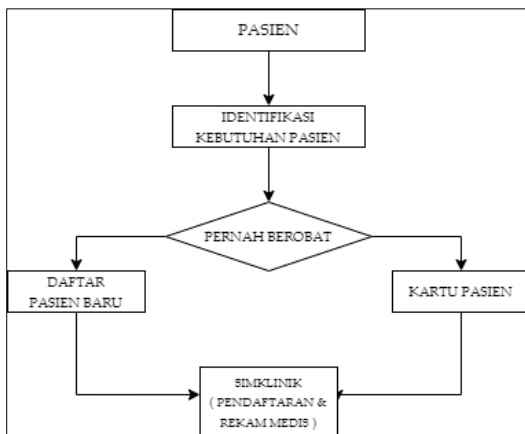 PASIEN
IDENTIFIKASI
KEBUTUHAN PASIEN
PERNAH BEROBAT
DAFTAR
PASIEN BARU
KARTU PASIEN
SIMKLINIK
( PENDAFTARAN &
REKAM MEDIS )